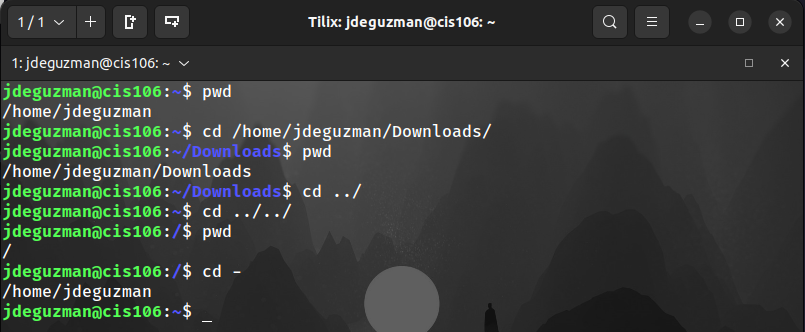 1 / 1
Tilix: jdeguzman@cis106: ~
1: jdeguzman@cis106: ~
jdeguzman@cis106:~$ pwd
/home/jdeguzman
jdeguzman@cis106:~$ cd /home/jdeguzman/Downloads/
jdeguzman@cis106:~/Downloads$ pwd
/home/jdeguzman/Downloads
jdeguzman@cis106:~/Downloads$ cd ../
jdeguzman@cis106:~$ cd ../../
jdeguzman@cis106:/$ pwd
/
jdeguzman@cis106:/$ cd -
/home/jdeguzman
jdeguzman@cis106:~$ _